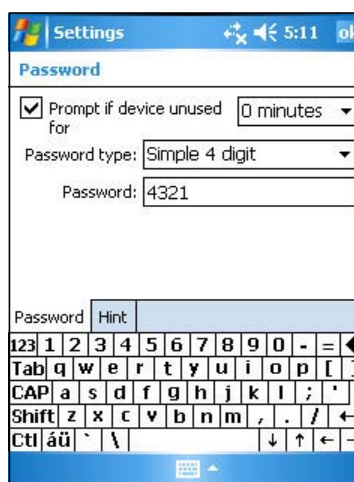 Settings 5:11 ok
Password
Prompt if device unused for 0 minutes
Password type: Simple 4 digit
Password: 4321
Password Hint
123 1 2 3 4 5 6 7 8 9 0 - =
Tab q w e r t y u i o p [ ]
CAP a s d f g h j k l ; '
Shift z x c v b n m , . / ←
Ctl áü ` \ ↓ ↑ ← →